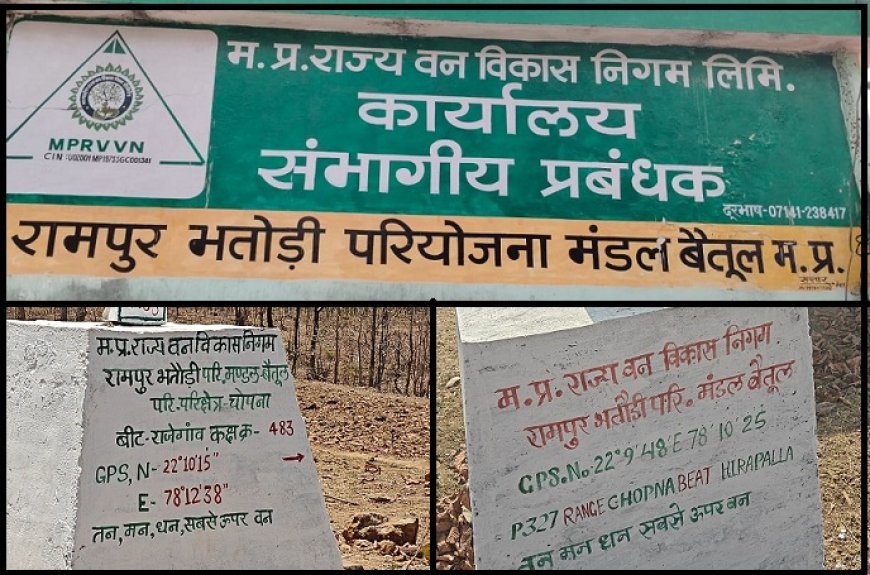 म.प्र.राज्य वन विकास निगम लिमि.
कार्यालय
संभागीय प्रबंधक
MPRVVN
दूरभाष-07141-238417
रामपुर भतोड़ी परियोजना मंडल बैतूल म.प्र.
म.प्र.राज्य वन विकास निगम
रामपुर भतौड़ी परि.मण्डल-बैतूल
परि.परिक्षेत्र-चोपना
बीट-राजेगांव कक्षक्र- 483
GPS, N- 22°10'15"
E- 78°12'38"
तन, मन, धन, सबसे ऊपर वन
म.प्र.राज्य वन विकास निगम
रामपुर भतौड़ी परि. मंडल बैतूल
GPS.N.22°9'48 E 78°10'25
P327 RANGE CHOPNA BEAT HIRAPALLA
तन मन धन सबसे ऊपर वन